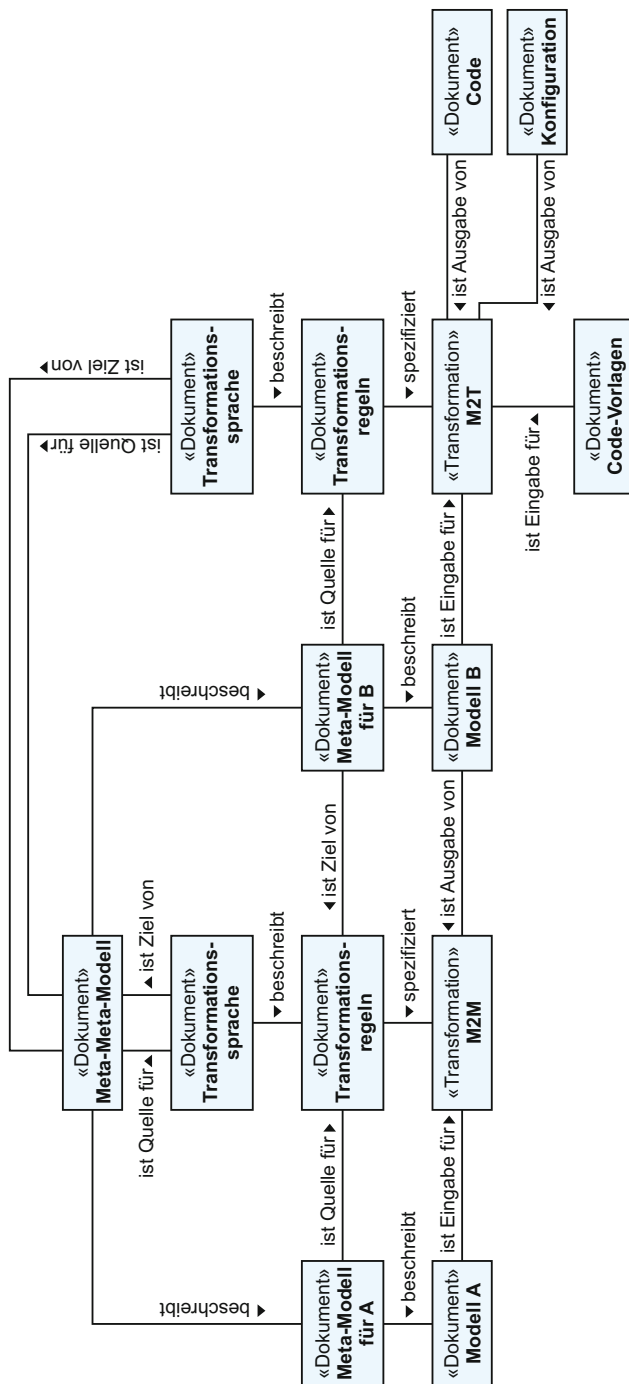 «Dokument»
Meta-Meta-Modell
beschreibt
ist Quelle für
ist Ziel von
beschreibt
ist Quelle für
ist Ziel von
«Dokument»
Transformations-
sprache
«Dokument»
Transformations-
sprache
beschreibt
beschreibt
«Dokument»
Meta-Modell
für A
ist Quelle für
«Dokument»
Transformations-
regeln
ist Ziel von
«Dokument»
Meta-Modell
für B
ist Quelle für
«Dokument»
Transformations-
regeln
beschreibt
spezifiziert
beschreibt
spezifiziert
«Dokument»
Modell A
ist Eingabe für
«Transformation»
M2M
ist Ausgabe von
«Dokument»
Modell B
ist Eingabe für
«Transformation»
M2T
ist Ausgabe von
«Dokument»
Code
ist Ausgabe von
«Dokument»
Konfiguration
ist Eingabe für
«Dokument»
Code-Vorlagen